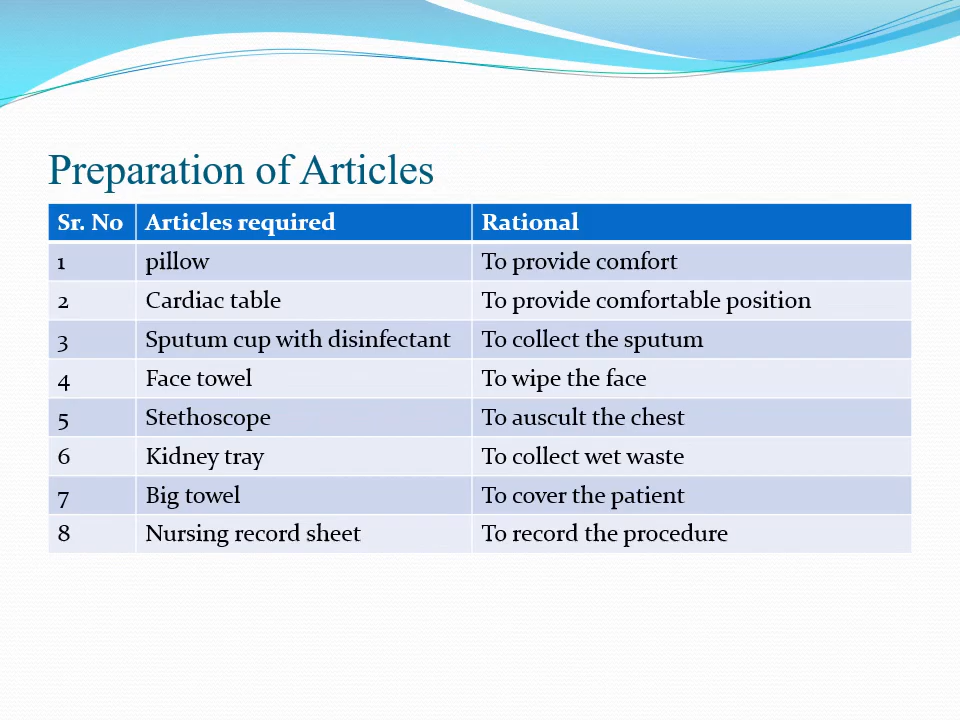 Preparation of Articles
Sr. No Articles required Rational
1 pillow To provide comfort
2 Cardiac table To provide comfortable position
3 Sputum cup with disinfectant To collect the sputum
4 Face towel To wipe the face
5 Stethoscope To auscult the chest
6 Kidney tray To collect wet waste
7 Big towel To cover the patient
8 Nursing record sheet To record the procedure